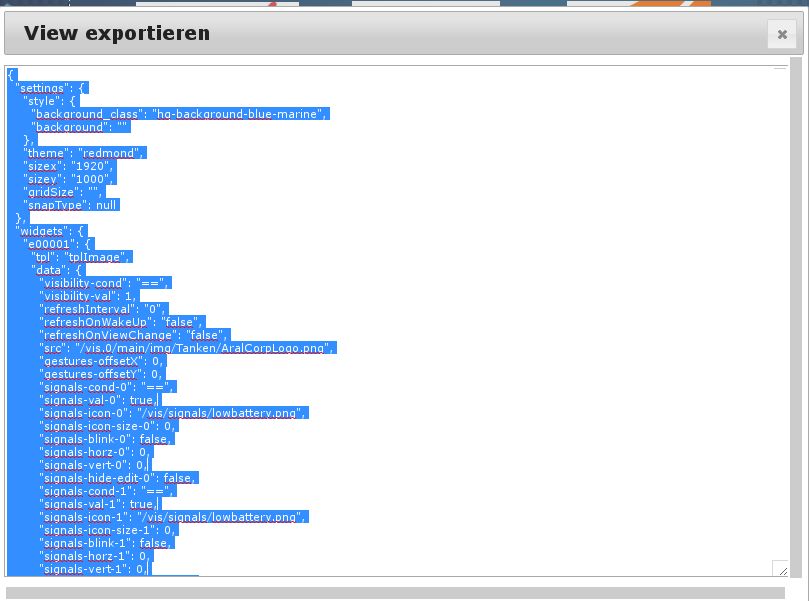 View exportieren
{
"settings": {
"style": {
"background_class": "hq-background-blue-marine",
"background": ""
},
"theme": "redmond",
"sizex": "1920",
"sizey": "1000",
"gridSize": "",
"snapType": null
},
"widgets": {
"e00001": {
"tpl": "tplImage",
"data": {
"visibility-cond": "==",
"visibility-val": 1,
"refreshInterval": "0",
"refreshOnWakeUp": "false",
"refreshOnViewChange": "false",
"src": "/vis.0/main/img/Tanken/AralCorpLogo.png",
"gestures-offsetX": 0,
"gestures-offsetY": 0,
"signals-cond-0": "==",
"signals-val-0": true,
"signals-icon-0": "/vis/signals/lowbattery.png",
"signals-icon-size-0": 0,
"signals-blink-0": false,
"signals-horz-0": 0,
"signals-vert-0": 0,
"signals-hide-edit-0": false,
"signals-cond-1": "==",
"signals-val-1": true,
"signals-icon-1": "/vis/signals/lowbattery.png",
"signals-icon-size-1": 0,
"signals-blink-1": false,
"signals-horz-1": 0,
"signals-vert-1": 0,